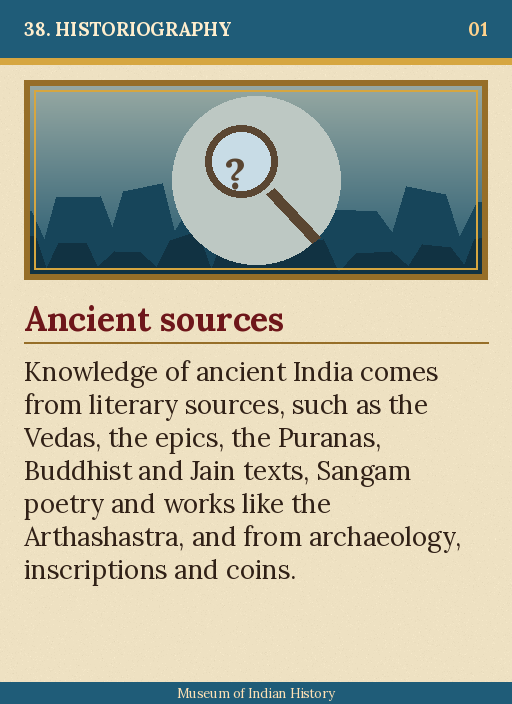 38. HISTORIOGRAPHY
01
?
Ancient sources
Knowledge of ancient India comes
from literary sources, such as the
Vedas, the epics, the Puranas,
Buddhist and Jain texts, Sangam
poetry and works like the
Arthashastra, and from archaeology,
inscriptions and coins.
Museum of Indian History